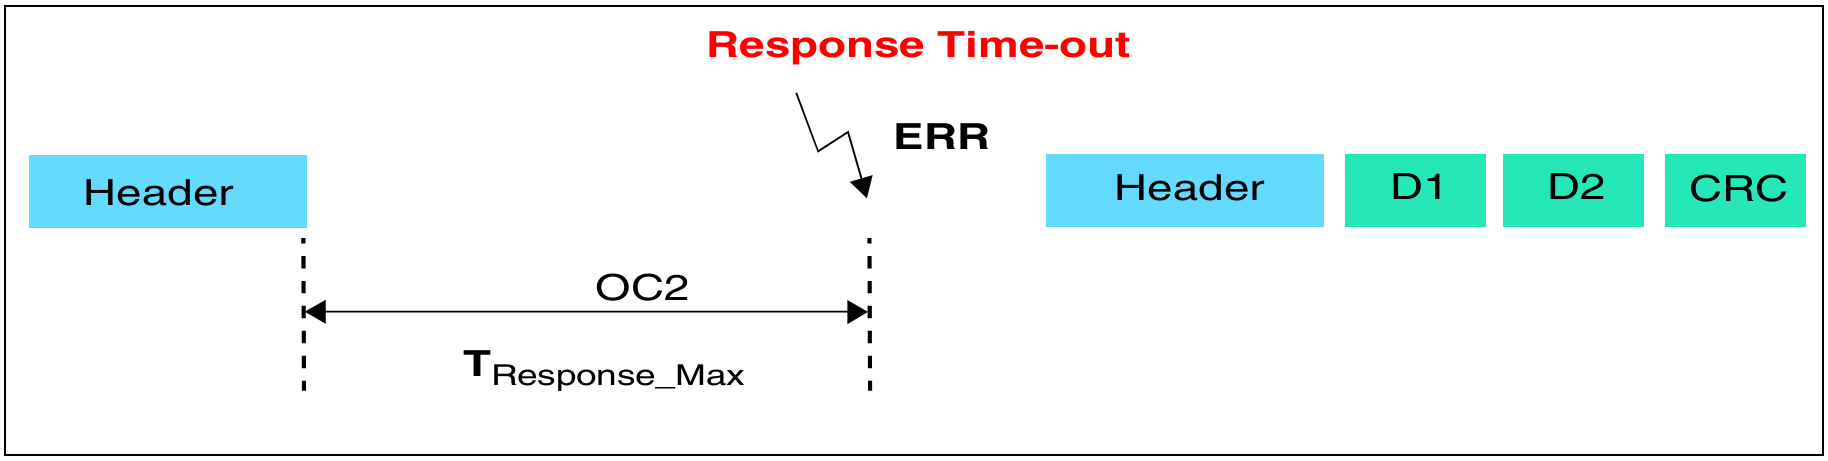 Response Time-out
ERR
Header
Header D1 D2 CRC
OC2
TResponse_Max